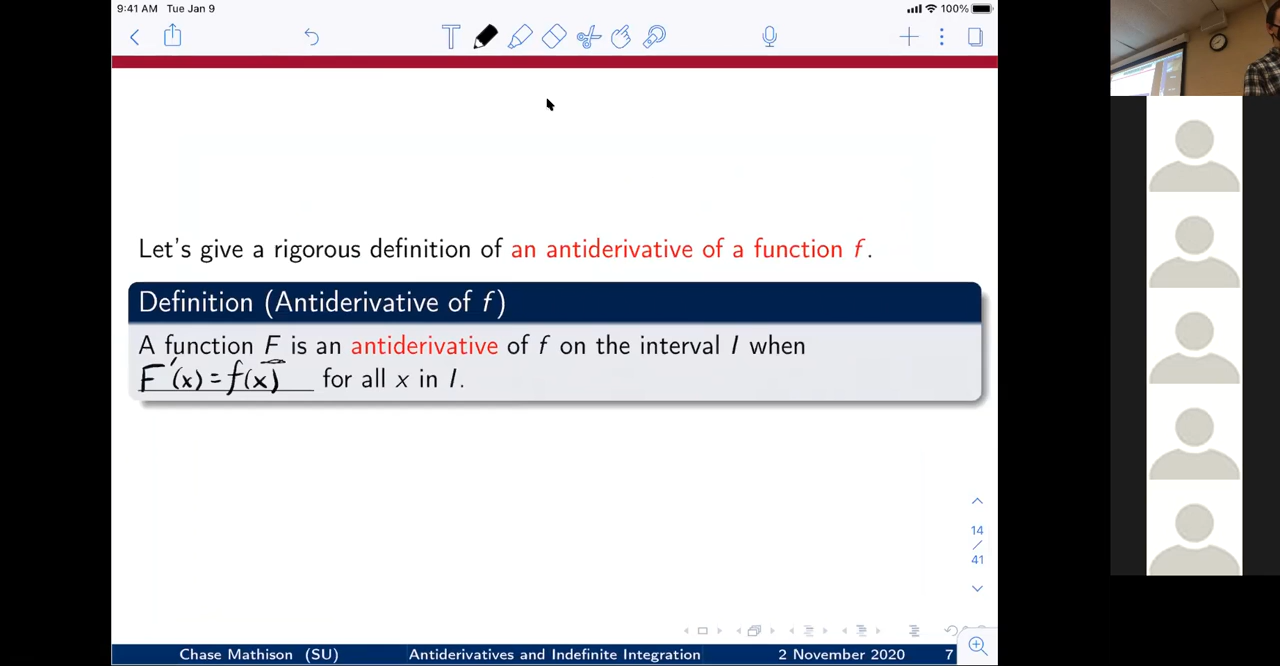 9:41 AM Tue Jan 9
100%
Let's give a rigorous definition of an antiderivative of a function f.
Definition (Antiderivative of f)
A function F is an antiderivative of f on the interval I when
F'(x) = f(x) for all x in I.
14
/
41
Chase Mathison (SU) Antiderivatives and Indefinite Integration 2 November 2020 7